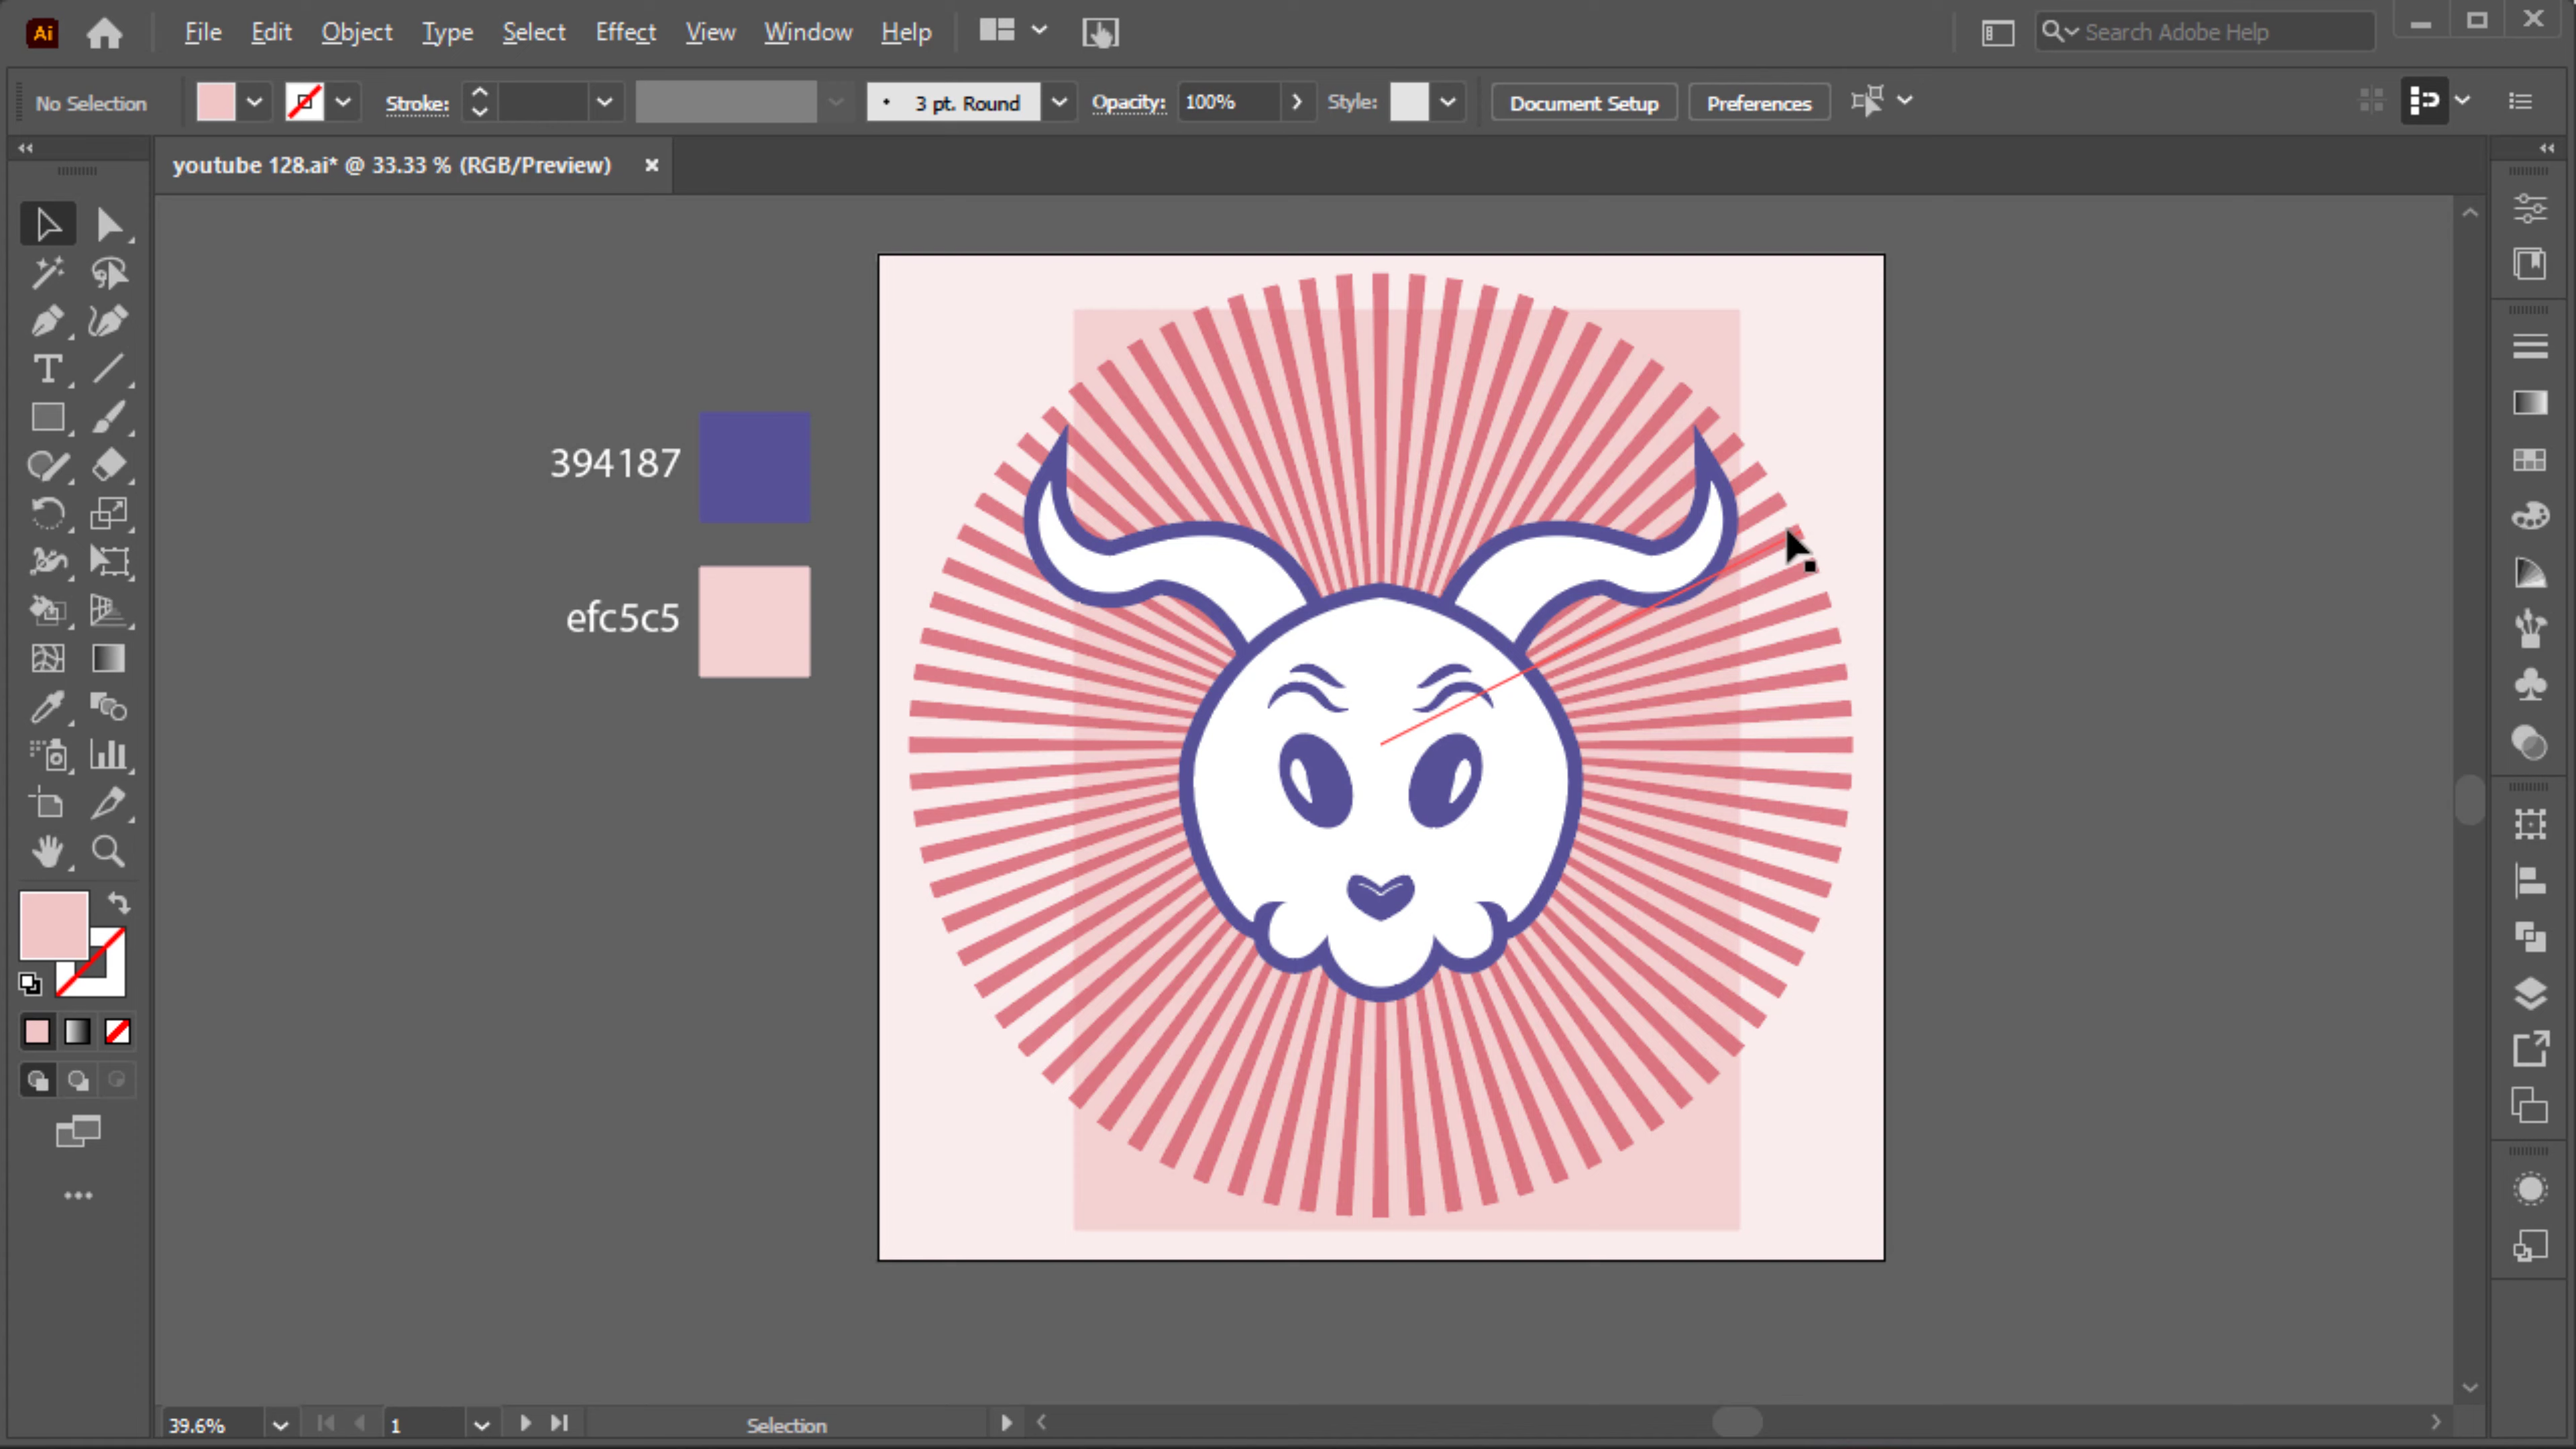 Ai File Edit Object Type Select Effect View Window Help Search Adobe Help
No Selection Stroke: 3 pt. Round Opacity: 100% Style: Document Setup Preferences
youtube 128.ai* @ 33.33 % (RGB/Preview)
394187
efc5c5
39.6% 1 Selection